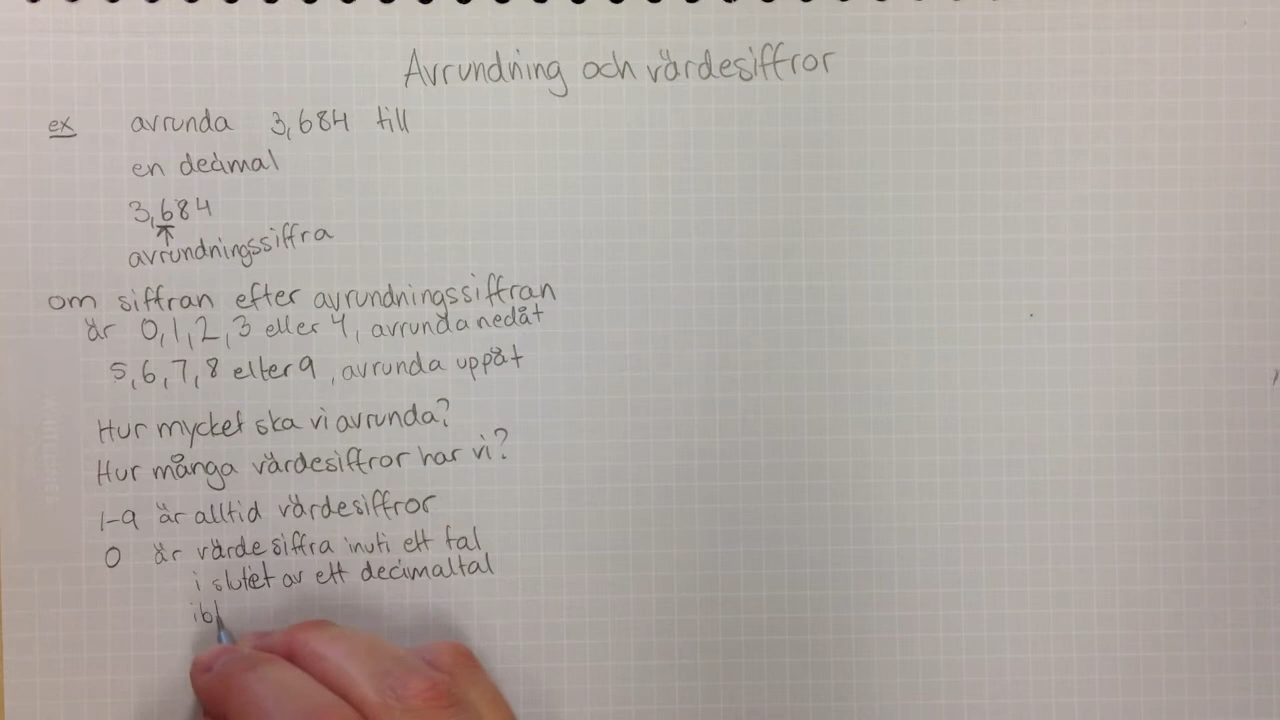 Avrundning och värdesiffror
ex avrunda 3,684 till
en decimal
3,684
avrundningssiffra
om siffran efter avrundningssiffran
är 0,1,2,3 eller 4, avrunda nedåt
5,6,7,8 eller 9, avrunda uppåt
Hur mycket ska vi avrunda?
Hur många värdesiffror har vi?
1-9 är alltid värdesiffror
0 är värdesiffra inuti ett tal
i slutet av ett decimaltal
ibl